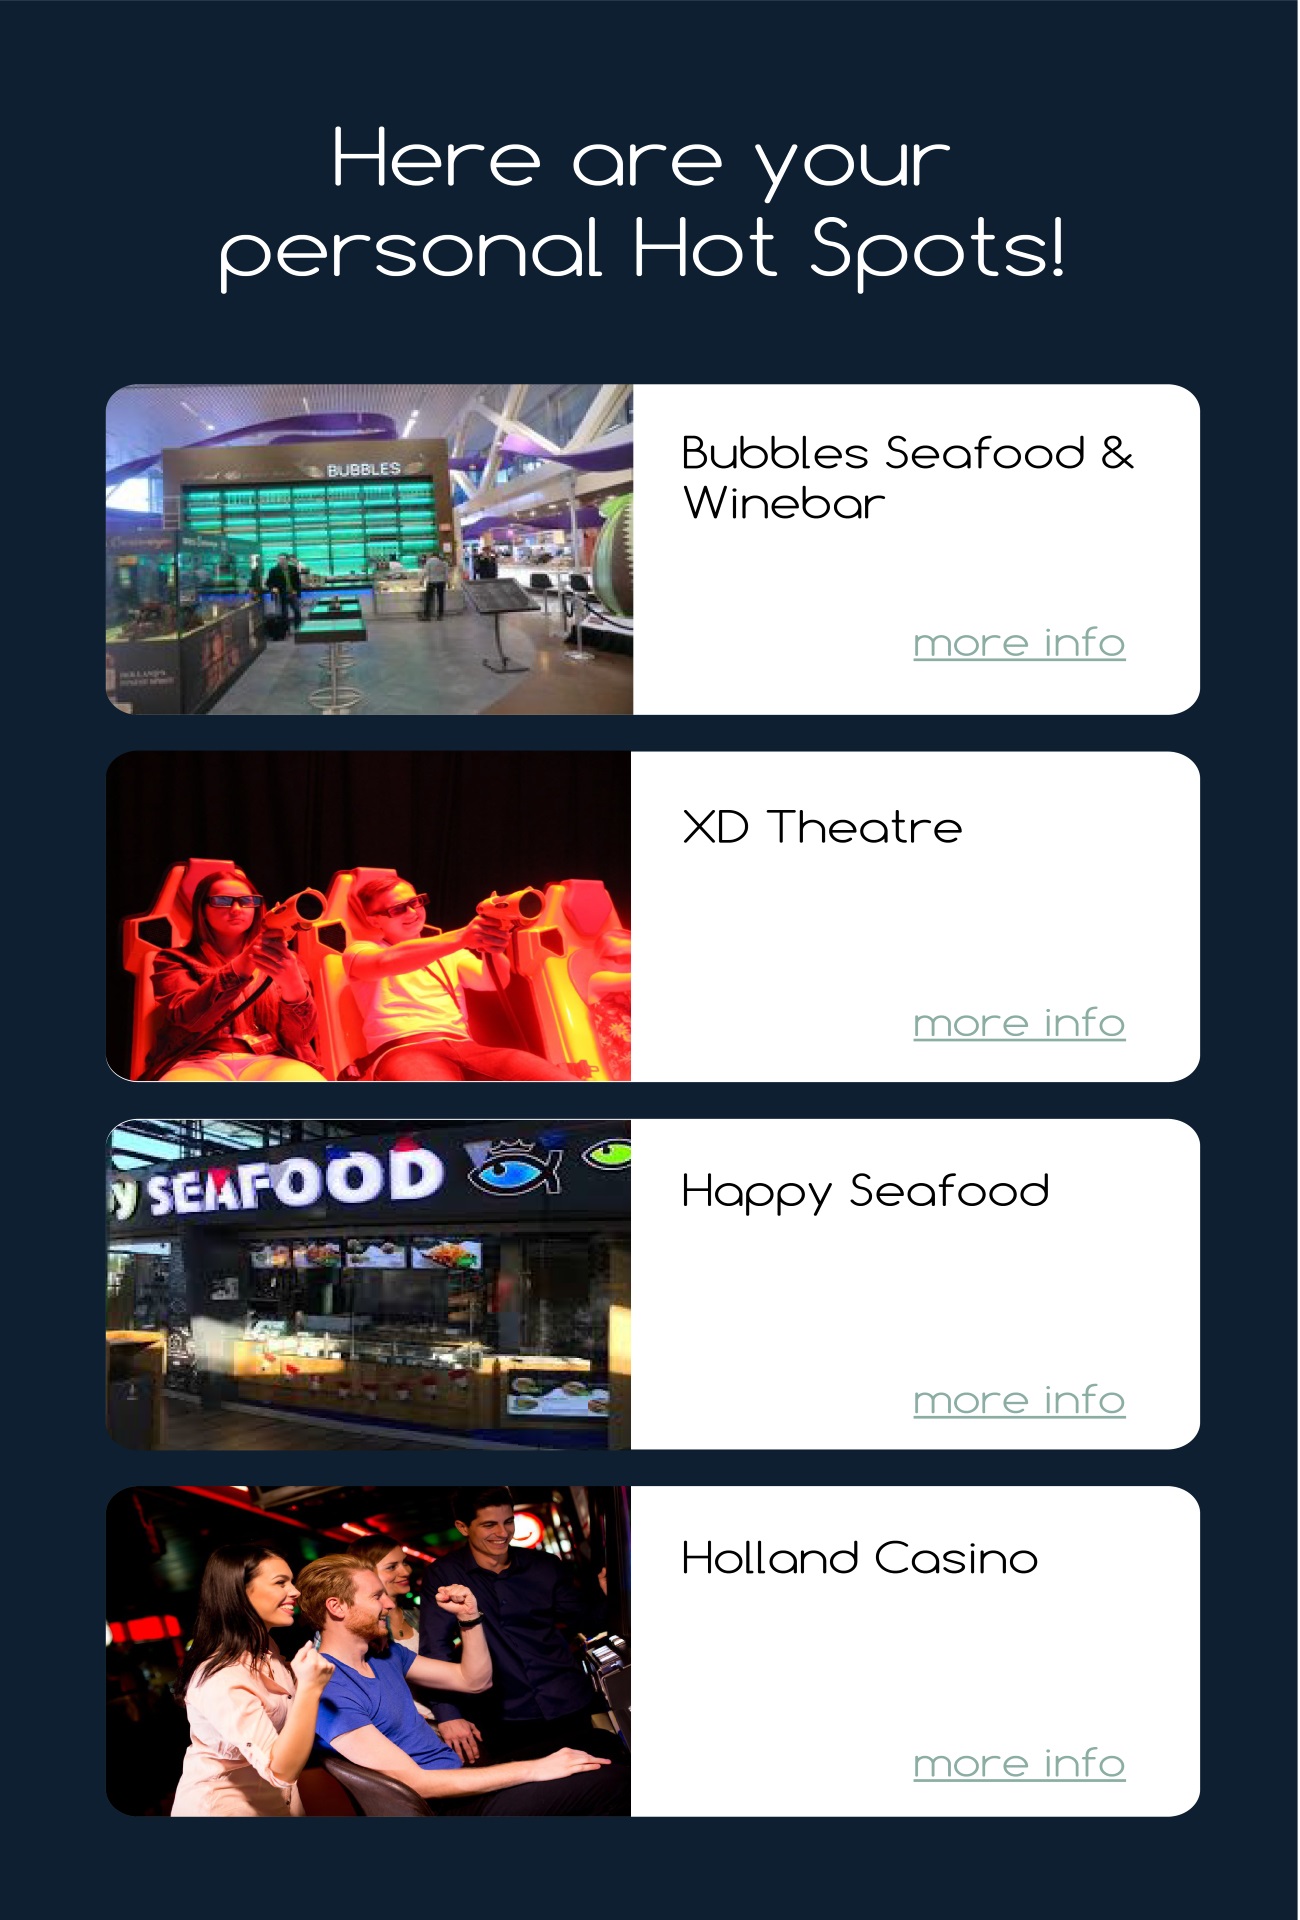 Here are your
personal Hot Spots!
BUBBLES
Bubbles Seafood &
Winebar
more info
XD Theatre
more info
y SEAFOOD
Happy Seafood
more info
Holland Casino
more info